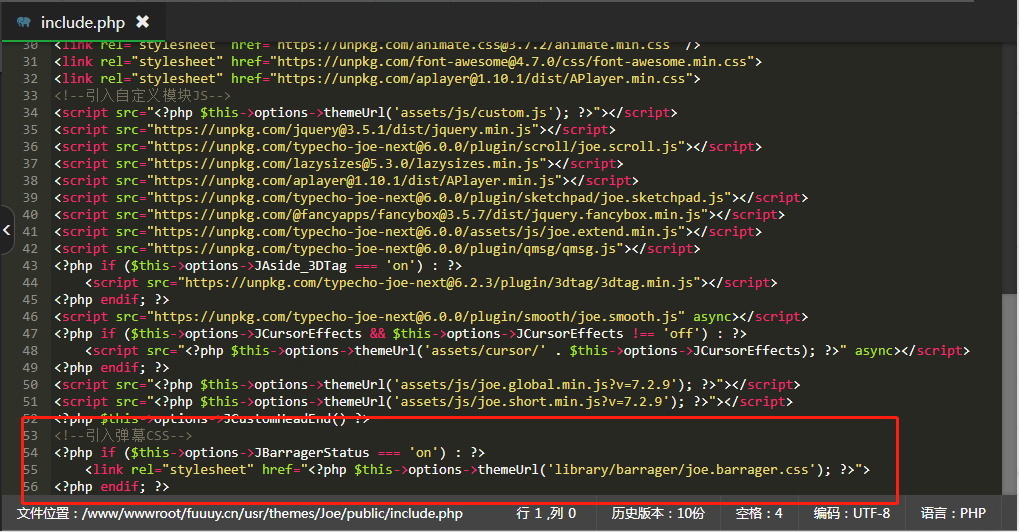 include.php ✖
30 <link rel="stylesheet" href="https://unpkg.com/animate.css@3.7.2/animate.min.css" />
31 <link rel="stylesheet" href="https://unpkg.com/font-awesome@4.7.0/css/font-awesome.min.css">
32 <link rel="stylesheet" href="https://unpkg.com/aplayer@1.10.1/dist/APlayer.min.css">
33 <!--引入自定义模块JS-->
34 <script src="<?php $this->options->themeUrl('assets/js/custom.js'); ?>"></script>
35 <script src="https://unpkg.com/jquery@3.5.1/dist/jquery.min.js"></script>
36 <script src="https://unpkg.com/typecho-joe-next@6.0.0/plugin/scroll/joe.scroll.js"></script>
37 <script src="https://unpkg.com/lazysizes@5.3.0/lazysizes.min.js"></script>
38 <script src="https://unpkg.com/aplayer@1.10.1/dist/APlayer.min.js"></script>
39 <script src="https://unpkg.com/typecho-joe-next@6.0.0/plugin/sketchpad/joe.sketchpad.js"></script>
40 <script src="https://unpkg.com/@fancyapps/fancybox@3.5.7/dist/jquery.fancybox.min.js"></script>
41 <script src="https://unpkg.com/typecho-joe-next@6.0.0/assets/js/joe.extend.min.js"></script>
42 <script src="https://unpkg.com/typecho-joe-next@6.0.0/plugin/qmsg/qmsg.js"></script>
43 <?php if ($this->options->JAside_3DTag === 'on') : ?>
44     <script src="https://unpkg.com/typecho-joe-next@6.2.3/plugin/3dtag/3dtag.min.js"></script>
45 <?php endif; ?>
46 <script src="https://unpkg.com/typecho-joe-next@6.0.0/plugin/smooth/joe.smooth.js" async></script>
47 <?php if ($this->options->JCursorEffects && $this->options->JCursorEffects !== 'off') : ?>
48     <script src="<?php $this->options->themeUrl('assets/cursor/' . $this->options->JCursorEffects); ?>" async></script>
49 <?php endif; ?>
50 <script src="<?php $this->options->themeUrl('assets/js/joe.global.min.js?v=7.2.9'); ?>"></script>
51 <script src="<?php $this->options->themeUrl('assets/js/joe.short.min.js?v=7.2.9'); ?>"></script>
52 <?php $this->options->JCustomHeadEnd() ?>
53 <!--引入弹幕CSS-->
54 <?php if ($this->options->JBarragerStatus === 'on') : ?>
55     <link rel="stylesheet" href="<?php $this->options->themeUrl('library/barrager/joe.barrager.css'); ?>">
56 <?php endif; ?>
文件位置：/www/wwwroot/fuuuy.cn/usr/themes/Joe/public/include.php 行 1 ,列 0 历史版本：10份 空格：4 编码：UTF-8 语言：PHP